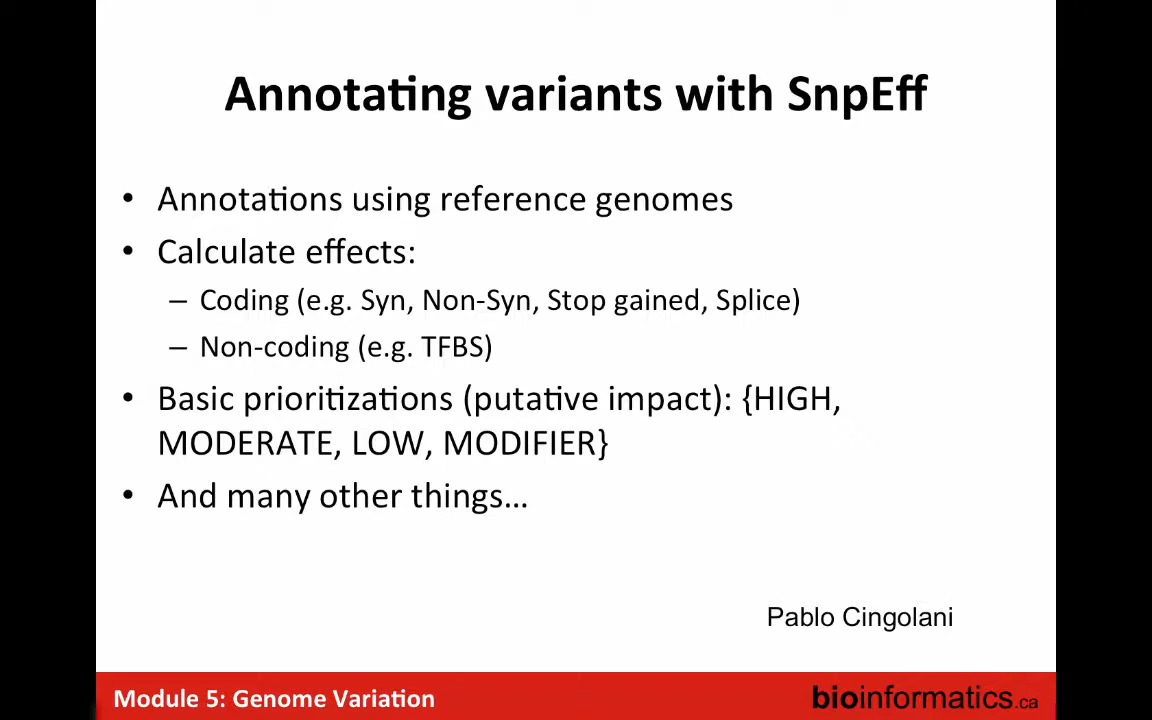 Annotating variants with SnpEff
• Annotations using reference genomes
• Calculate effects:
– Coding (e.g. Syn, Non-Syn, Stop gained, Splice)
– Non-coding (e.g. TFBS)
• Basic prioritizations (putative impact): {HIGH,
MODERATE, LOW, MODIFIER}
• And many other things…
Pablo Cingolani
Module 5: Genome Variation
bioinformatics.ca